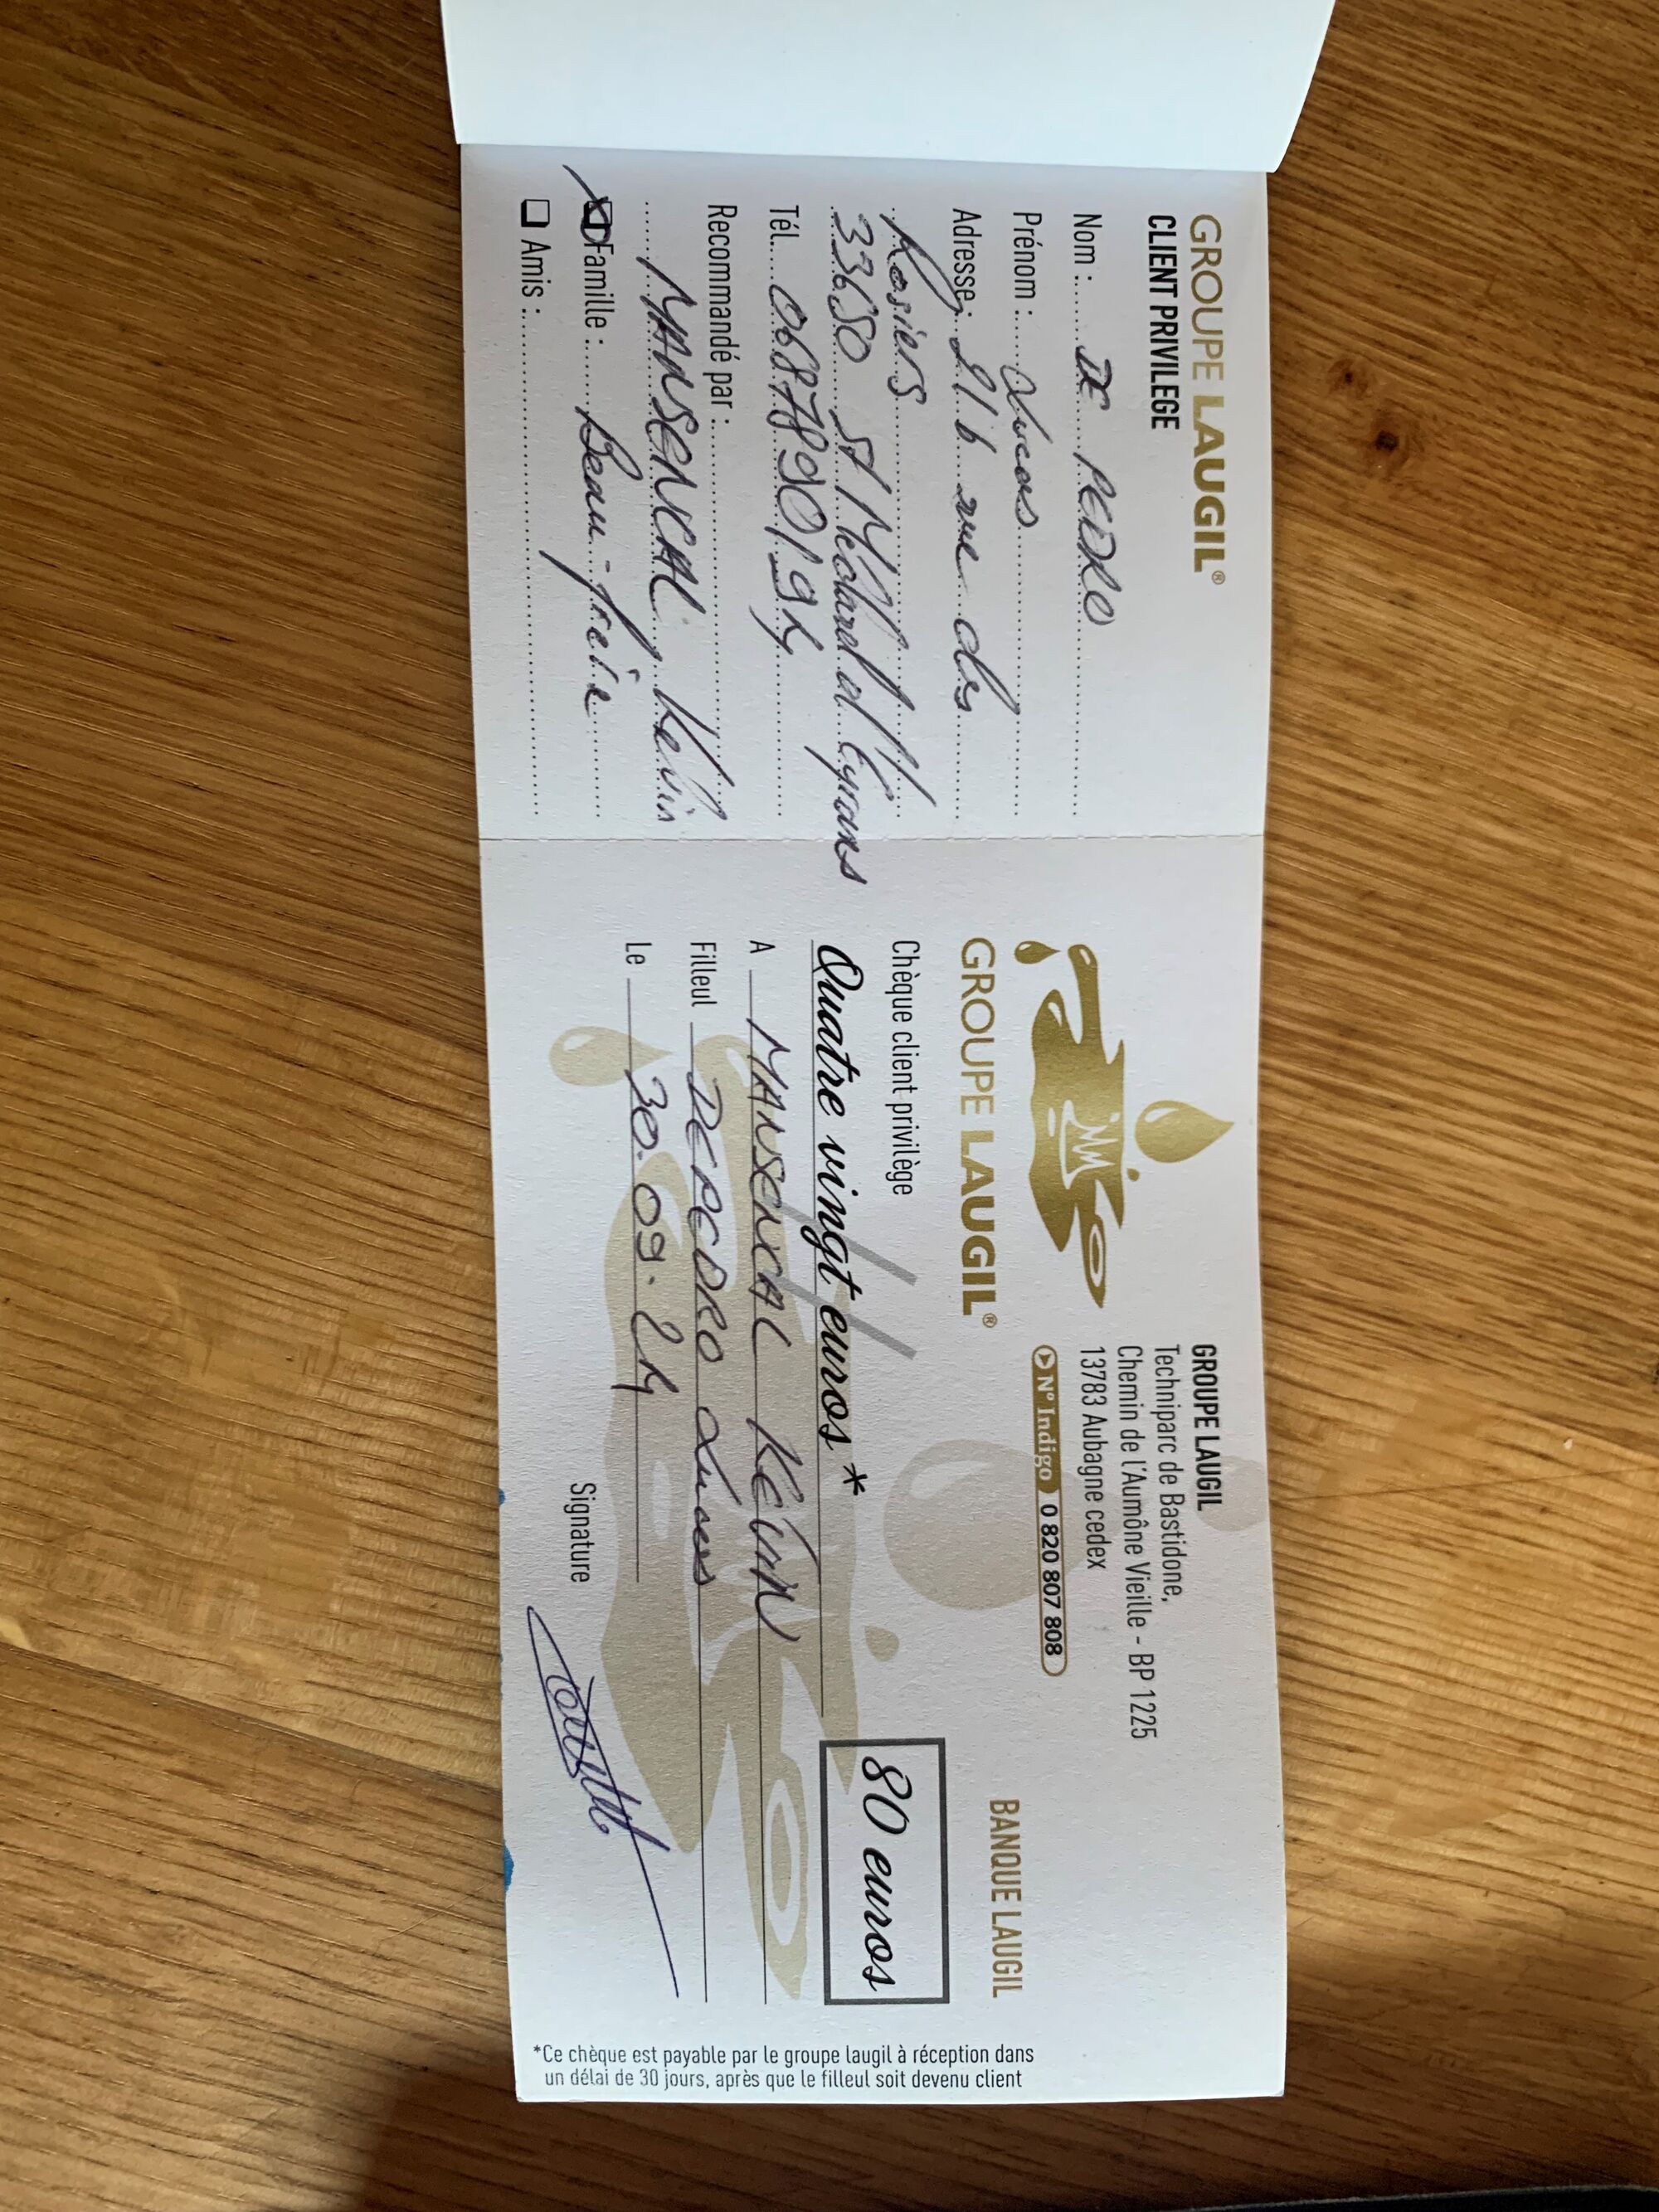 GROUPE LAUGIL®
CLIENT PRIVILEGE
Nom : DE PEDRO
Prénom : Lucas
Adresse : 21 b rue des
Rosiers
33650 St Médard d'Eyrans
Tél. 0687890194
Recommandé par :
MANSENCAL Kevin
Famille : Beau-frère
Amis :
GROUPE LAUGIL®
GROUPE LAUGIL
Techniparc de Bastidone,
Chemin de l'Aumône Vieille - BP 1225
13783 Aubagne cedex
N° Indigo 0 820 807 808
BANQUE LAUGIL
Chèque client privilège
Quatre vingt euros*
80 euros
A MANSENCAL KEVIN
Filleul DE PEDRO Lucas
Le 30.09.24
Signature
*Ce chèque est payable par le groupe laugil à réception dans
un délai de 30 jours, après que le filleul soit devenu client